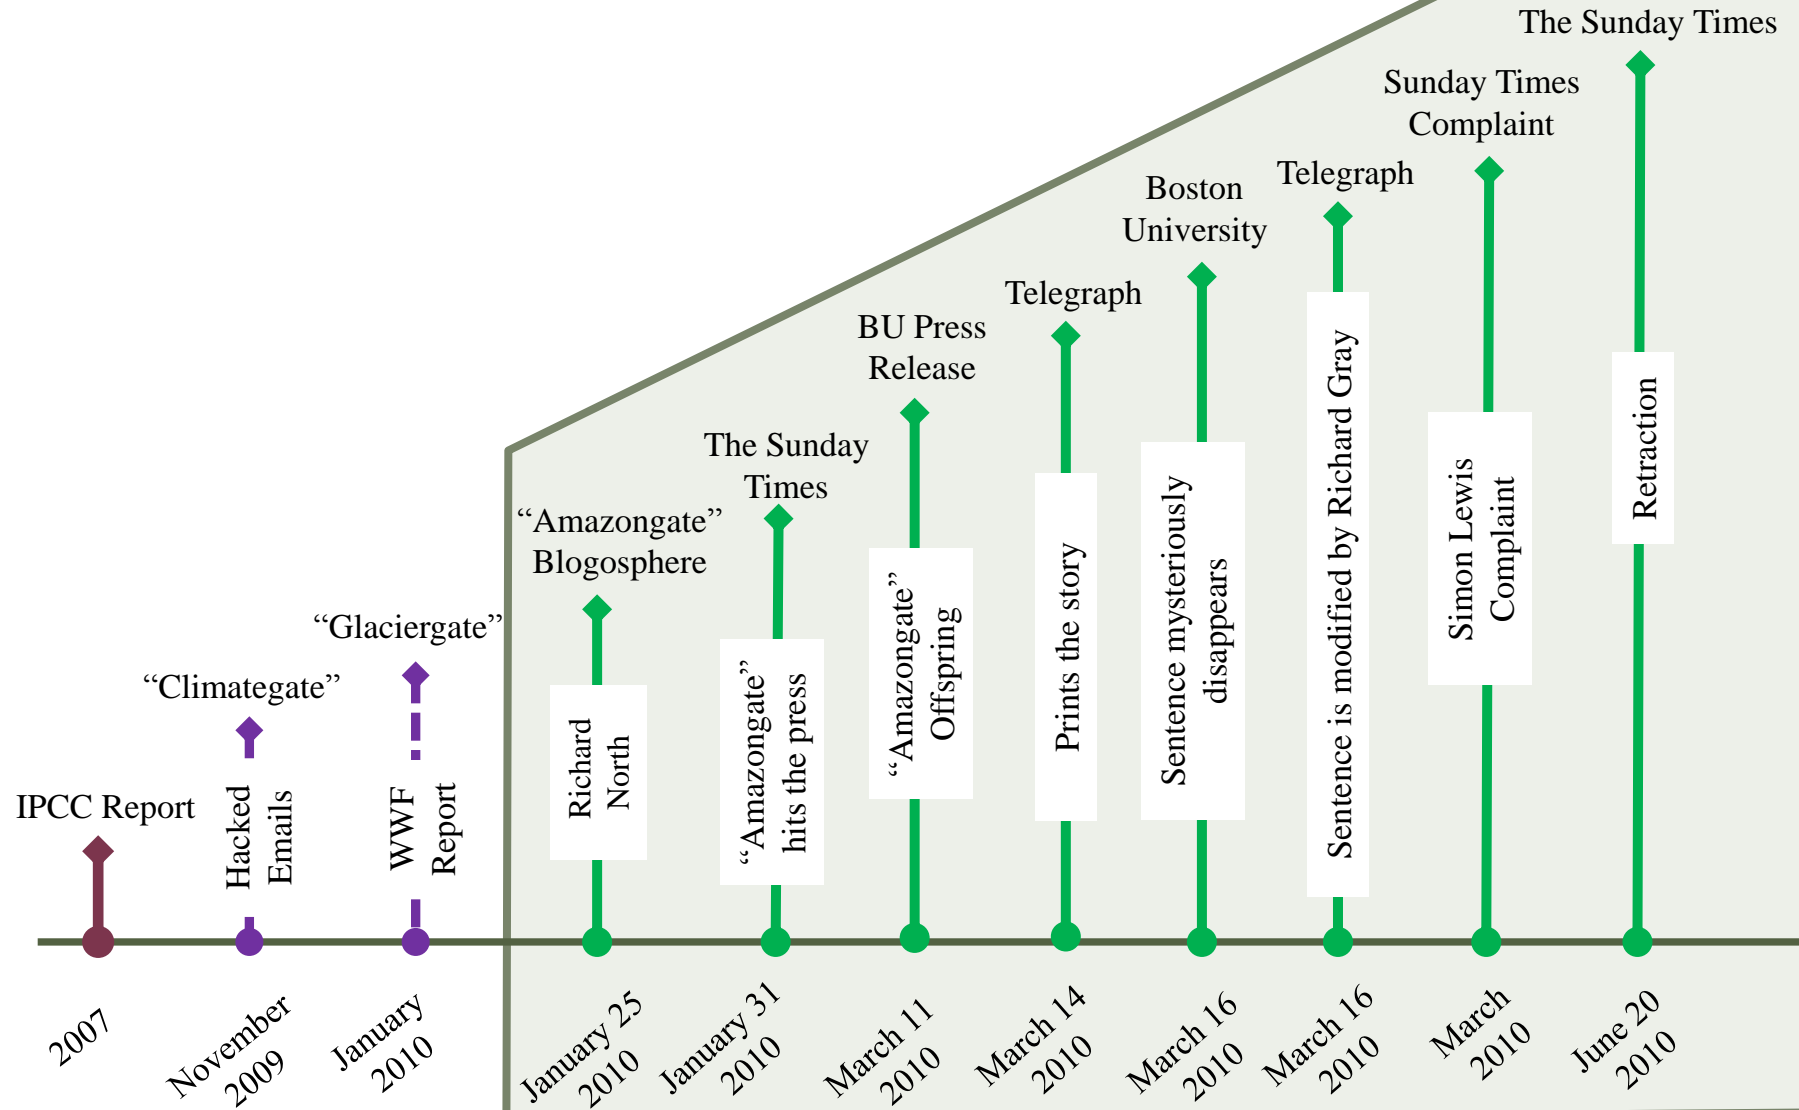 IPCC Report
2007
“Climategate”
Hacked
Emails
November
2009
“Glaciergate”
WWF
Report
January
2010
“Amazongate”
Blogosphere
Richard
North
January 25
2010
The Sunday
Times
“Amazongate”
hits the press
January 31
2010
BU Press
Release
“Amazongate”
Offspring
March 11
2010
Telegraph
Prints the story
March 14
2010
Boston
University
Sentence mysteriously
disappears
March 16
2010
Telegraph
Sentence is modified by Richard Gray
March 16
2010
Sunday Times
Complaint
Simon Lewis
Complaint
March
2010
The Sunday Times
Retraction
June 20
2010